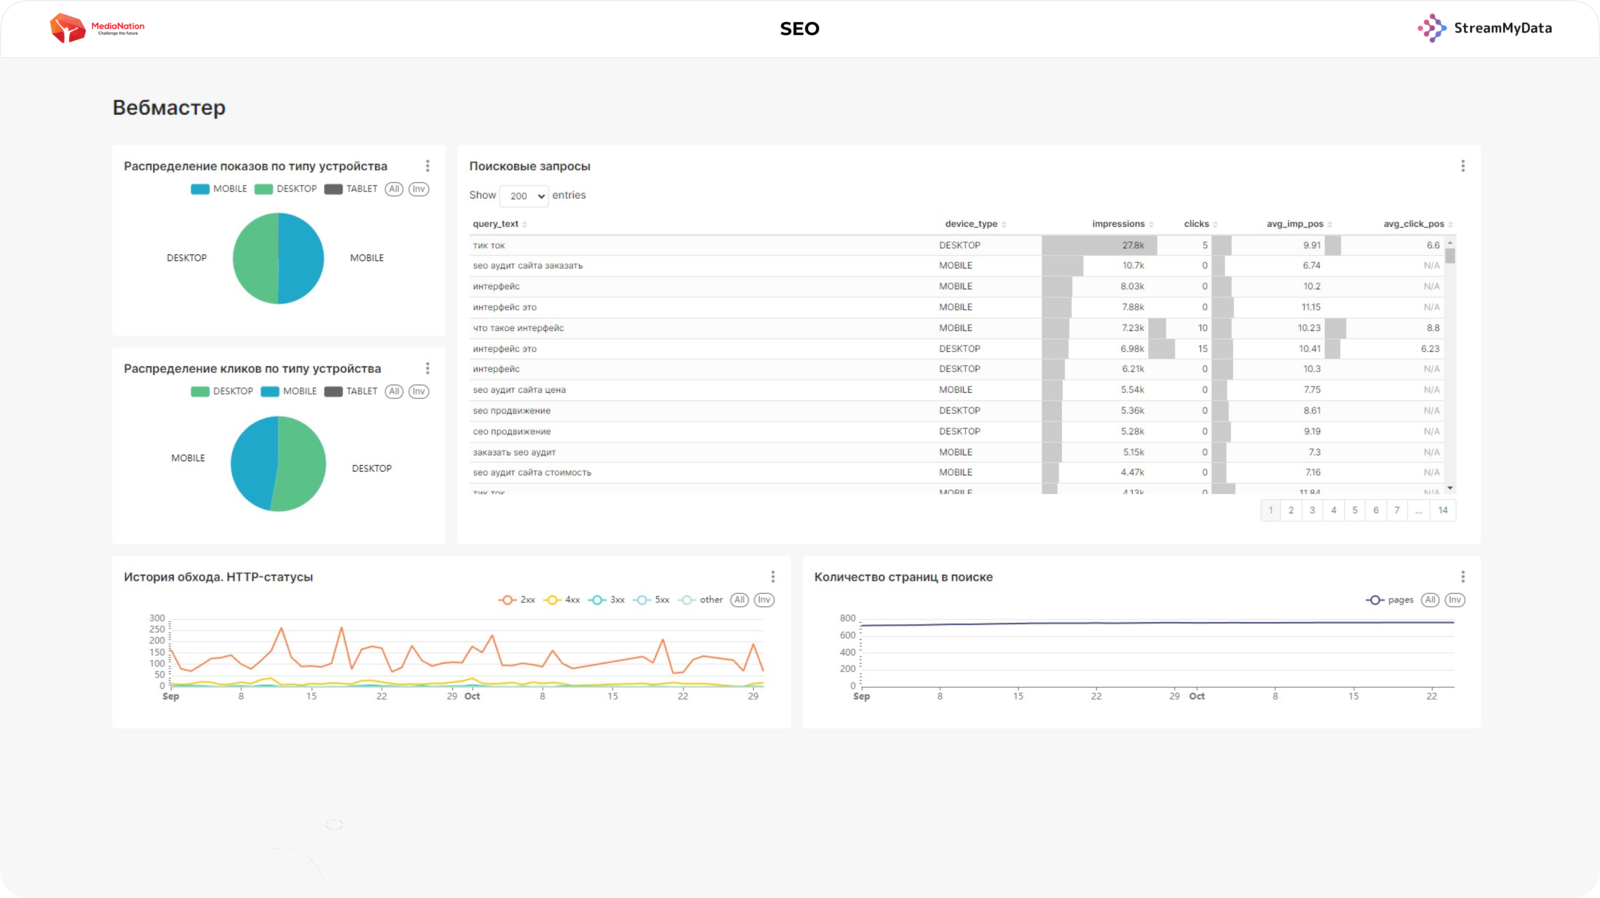 MediaNation
Challenge the future
SEO
StreamMyData
Вебмастер
Распределение показов по типу устройства
MOBILE DESKTOP TABLET All Inv
DESKTOP MOBILE
Распределение кликов по типу устройства
DESKTOP MOBILE TABLET All Inv
MOBILE
DESKTOP
Поисковые запросы
Show 200 entries
query_text device_type impressions clicks avg_imp_pos avg_click_pos
тик ток DESKTOP 27.8k 5 9.91 6.6
seo аудит сайта заказать MOBILE 10.7k 0 6.74 N/A
интерфейс MOBILE 8.03k 0 10.2 N/A
интерфейс это MOBILE 7.88k 0 11.15 N/A
что такое интерфейс MOBILE 7.23k 10 10.23 8.8
интерфейс это DESKTOP 6.98k 15 10.41 6.23
интерфейс DESKTOP 6.21k 0 10.3 N/A
seo аудит сайта цена MOBILE 5.54k 0 7.75 N/A
seo продвижение DESKTOP 5.36k 0 8.61 N/A
сео продвижение DESKTOP 5.28k 0 9.19 N/A
заказать seo аудит MOBILE 5.15k 0 7.3 N/A
seo аудит сайта стоимость MOBILE 4.47k 0 7.16 N/A
тик ток MOBILE 4.13k 0 11.84 N/A
1 2 3 4 5 6 7 ... 14
История обхода. HTTP-статусы
2xx 4xx 3xx 5xx other All Inv
300
250
200
150
100
50
0
Sep 8 15 22 29 Oct 8 15 22 29
Количество страниц в поиске
pages All Inv
800
600
400
200
0
Sep 8 15 22 29 Oct 8 15 22